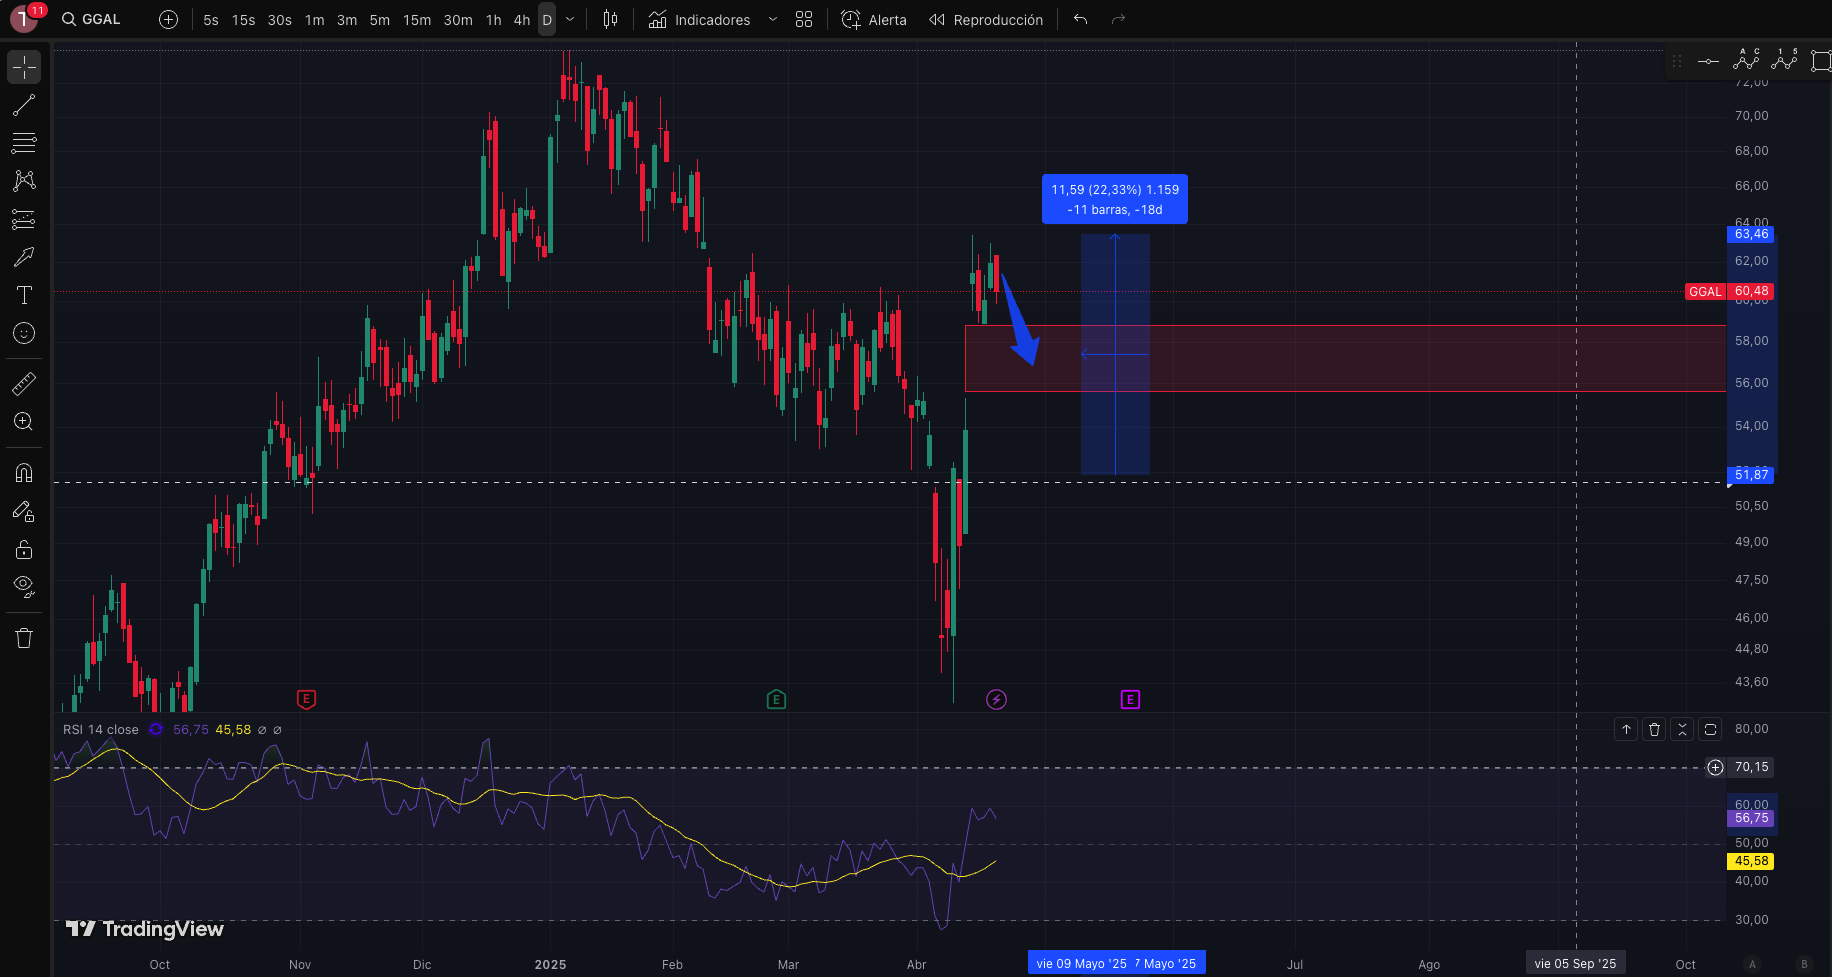 T 11 GGAL 5s 15s 30s 1m 3m 5m 15m 30m 1h 4h D Indicadores Alerta Reproducción
A C 1 5
72,00
70,00
68,00
66,00
64,00
63,46
62,00
GGAL 60,48
60,00
58,00
56,00
54,00
51,87
50,50
49,00
47,50
46,00
44,80
43,60
11,59 (22,33%) 1.159
-11 barras, -18d
E E E
RSI 14 close 56,75 45,58 ∅ ∅
80,00
70,15
60,00
56,75
50,00
45,58
40,00
30,00
TradingView
Oct Nov Dic 2025 Feb Mar Abr vie 09 Mayo '25 7 Mayo '25 Jul Ago vie 05 Sep '25 Oct A B